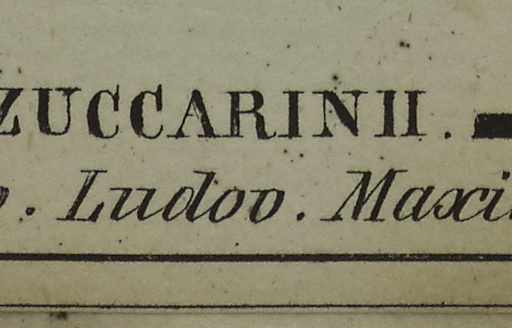 ZUCCARINII.
. Ludov. Maxi